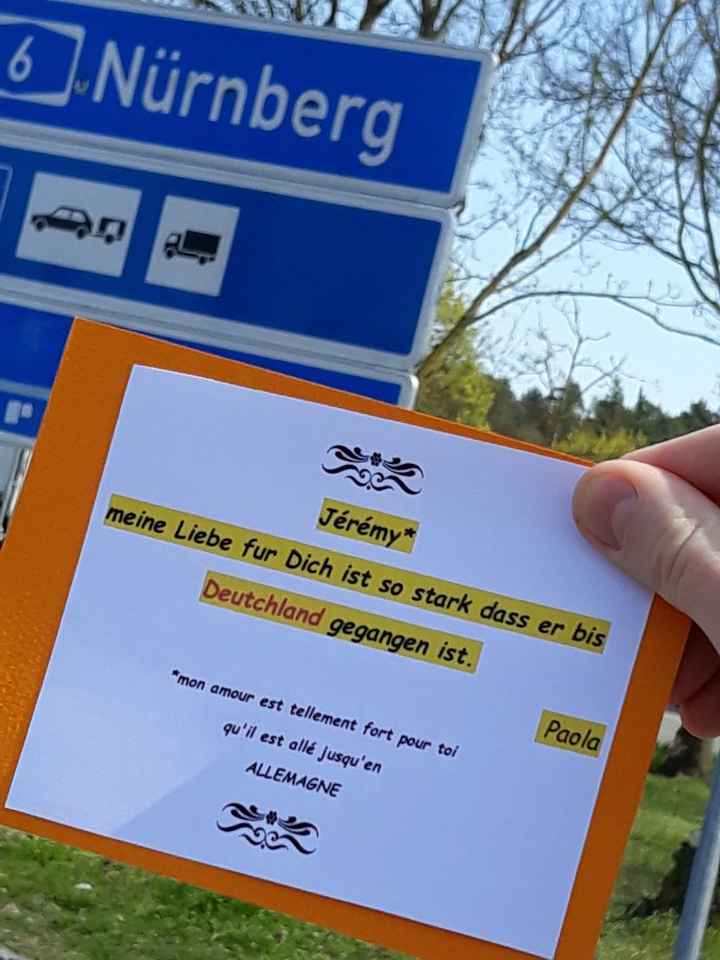 6 Nürnberg
Jérémy*
meine Liebe fur Dich ist so stark dass er bis
Deutchland gegangen ist.
Paola
*mon amour est tellement fort pour toi
qu'il est allé jusqu'en
ALLEMAGNE